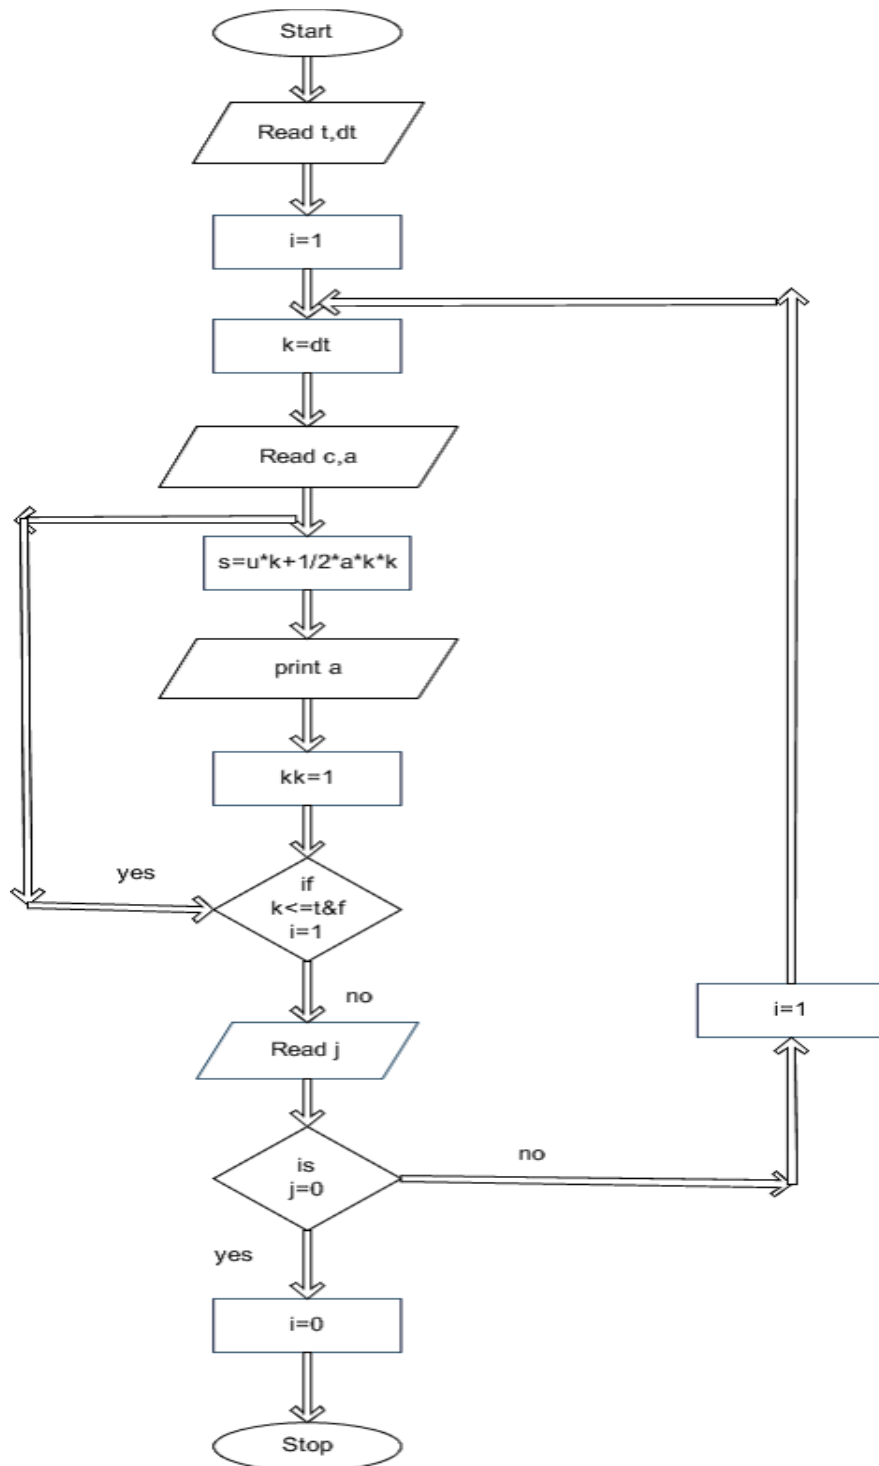 Start
Read t,dt
i=1
k=dt
Read c,a
s=u*k+1/2*a*k*k
print a
kk=1
yes
if
k<=t&f
i=1
no
i=1
Read j
is
j=0
no
yes
i=0
Stop